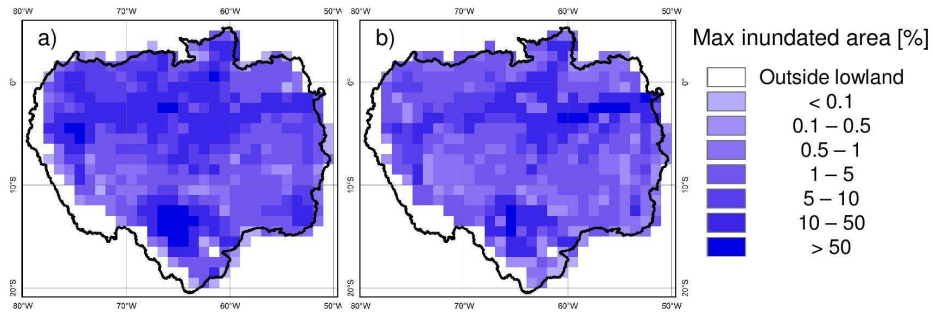 80°W 70°W 60°W 50°W 80°W 70°W 60°W 50°W
a) b)
Max inundated area [%]
Outside lowland
< 0.1
0.1 – 0.5
0.5 – 1
1 – 5
5 – 10
10 – 50
> 50
0° 0°
10°S 10°S
20°S 20°S
80°W 70°W 60°W 50°W 80°W 70°W 60°W 50°W